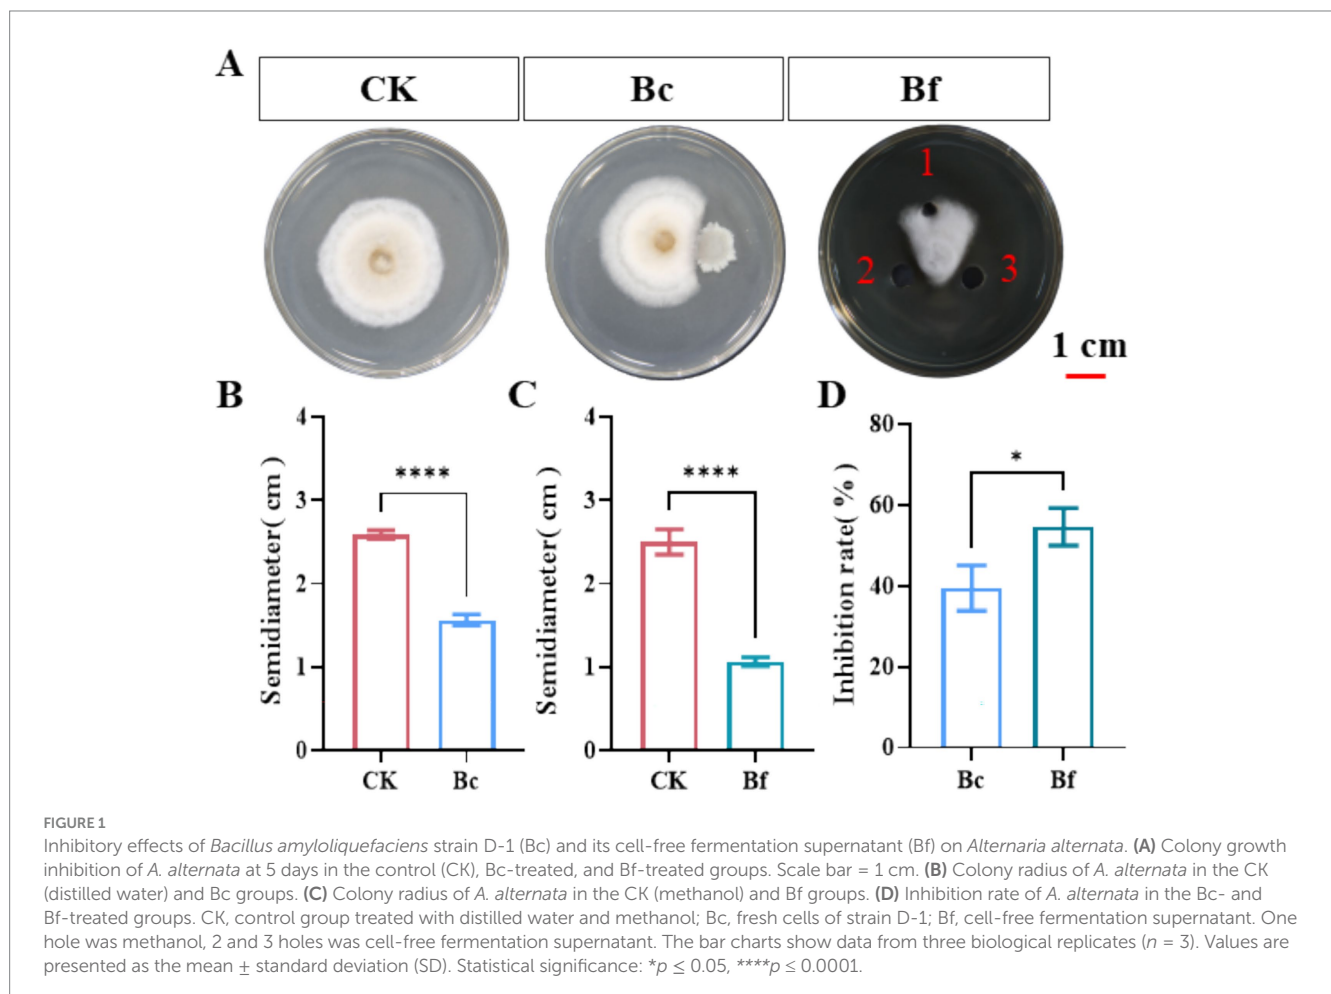 A
CK
Bc
Bf
1
2
3
1 cm
B
Semidiameter( cm )
4
3
2
1
0
****
CK
Bc
C
Semidiameter( cm )
4
3
2
1
0
****
CK
Bf
D
Inhibition rate( % )
80
60
40
20
0
*
Bc
Bf
FIGURE 1
Inhibitory effects of Bacillus amyloliquefaciens strain D-1 (Bc) and its cell-free fermentation supernatant (Bf) on Alternaria alternata. (A) Colony growth
inhibition of A. alternata at 5 days in the control (CK), Bc-treated, and Bf-treated groups. Scale bar = 1 cm. (B) Colony radius of A. alternata in the CK
(distilled water) and Bc groups. (C) Colony radius of A. alternata in the CK (methanol) and Bf groups. (D) Inhibition rate of A. alternata in the Bc- and
Bf-treated groups. CK, control group treated with distilled water and methanol; Bc, fresh cells of strain D-1; Bf, cell-free fermentation supernatant. One
hole was methanol, 2 and 3 holes was cell-free fermentation supernatant. The bar charts show data from three biological replicates (n = 3). Values are
presented as the mean ± standard deviation (SD). Statistical significance: *p ≤ 0.05, ****p ≤ 0.0001.